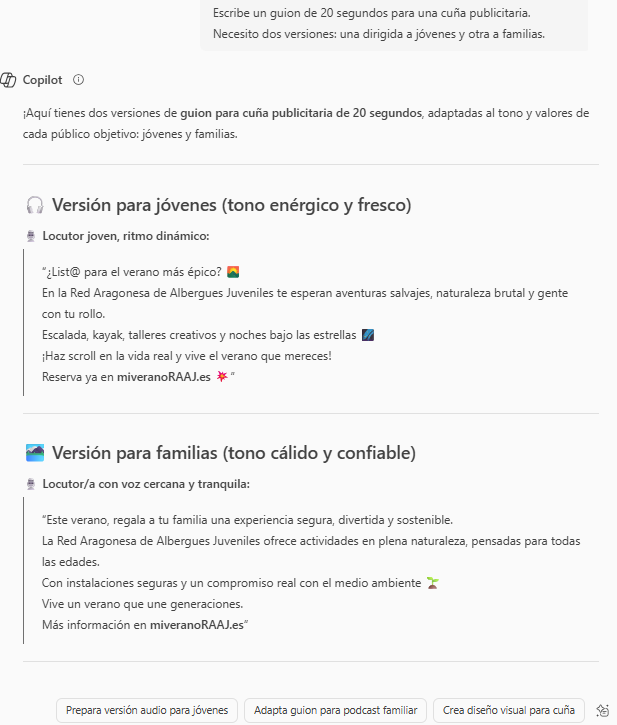 Escribe un guion de 20 segundos para una cuña publicitaria.
Necesito dos versiones: una dirigida a jóvenes y otra a familias.
Copilot
¡Aquí tienes dos versiones de guion para cuña publicitaria de 20 segundos, adaptadas al tono y valores de
cada público objetivo: jóvenes y familias.
Versión para jóvenes (tono enérgico y fresco)
Locutor joven, ritmo dinámico:
"¿List@ para el verano más épico? 🌄
En la Red Aragonesa de Albergues Juveniles te esperan aventuras salvajes, naturaleza brutal y gente
con tu rollo.
Escalada, kayak, talleres creativos y noches bajo las estrellas 🌌
¡Haz scroll en la vida real y vive el verano que mereces!
Reserva ya en miveranoRAAJ.es 💥 "
Versión para familias (tono cálido y confiable)
Locutor/a con voz cercana y tranquila:
"Este verano, regala a tu familia una experiencia segura, divertida y sostenible.
La Red Aragonesa de Albergues Juveniles ofrece actividades en plena naturaleza, pensadas para todas
las edades.
Con instalaciones seguras y un compromiso real con el medio ambiente 🌱
Vive un verano que une generaciones.
Más información en miveranoRAAJ.es"
Prepara versión audio para jóvenes
Adapta guion para podcast familiar
Crea diseño visual para cuña